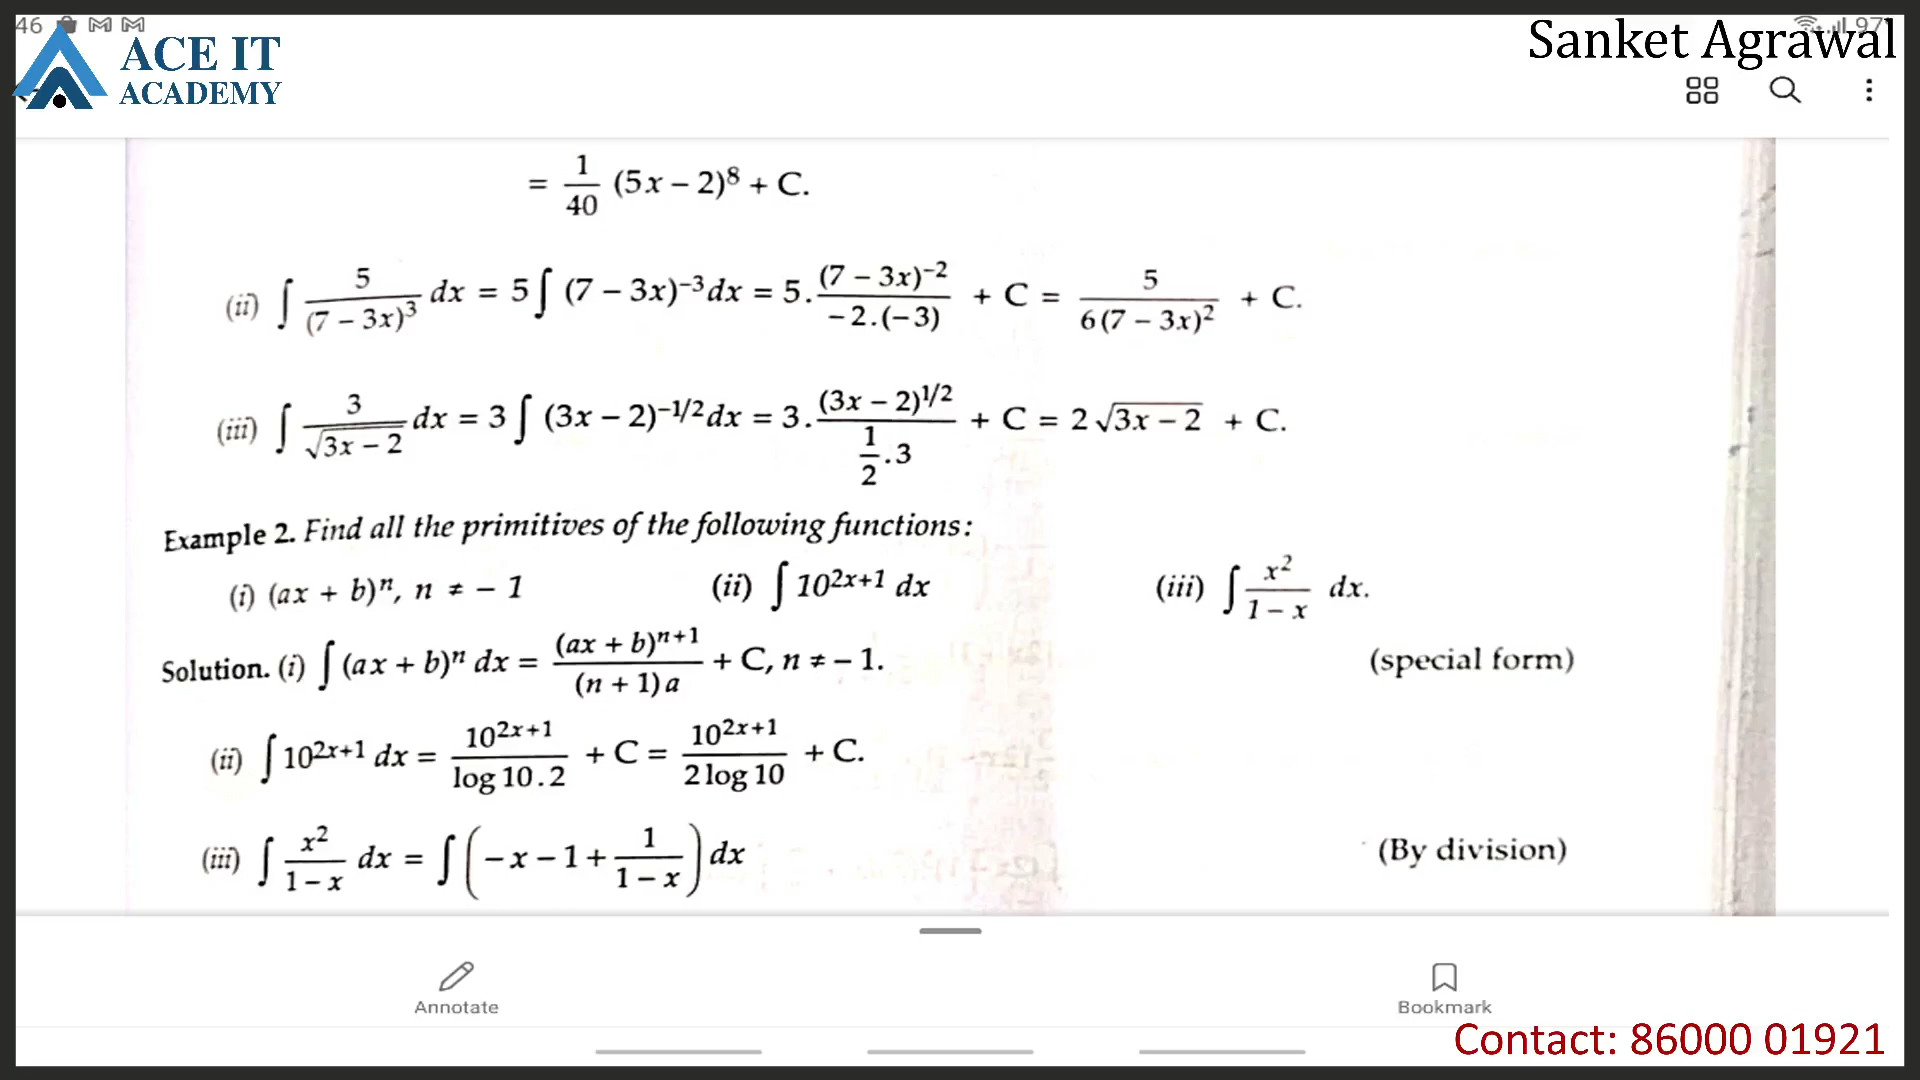 46
ACE IT
ACADEMY
Sanket Agrawal
97
= 1/40 (5x – 2)⁸ + C.
(ii) ∫ 5/(7 – 3x)³ dx = 5 ∫ (7 – 3x)⁻³ dx = 5 . (7 – 3x)⁻²/(– 2.(–3)) + C = 5/(6(7 – 3x)²) + C.
(iii) ∫ 3/√(3x – 2) dx = 3 ∫ (3x – 2)^(–1/2) dx = 3 . (3x – 2)^(1/2)/(1/2 . 3) + C = 2 √(3x – 2) + C.
Example 2. Find all the primitives of the following functions:
(i) (ax + b)ⁿ, n ≠ – 1 (ii) ∫ 10^(2x+1) dx (iii) ∫ x²/(1 – x) dx.
Solution. (i) ∫ (ax + b)ⁿ dx = (ax + b)^(n+1)/((n + 1) a) + C, n ≠ – 1. (special form)
(ii) ∫ 10^(2x+1) dx = 10^(2x+1)/(log 10 . 2) + C = 10^(2x+1)/(2 log 10) + C.
(iii) ∫ x²/(1 – x) dx = ∫ (– x – 1 + 1/(1 – x)) dx (By division)
Annotate
Bookmark
Contact: 86000 01921